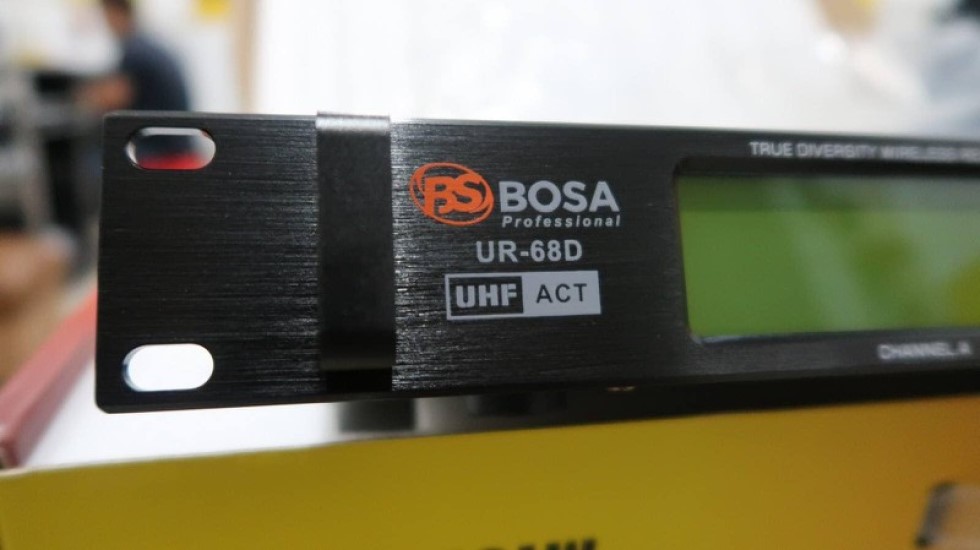 TRUE DIVERSITY WIRELESS
BS BOSA
Professional
UR-68D
UHF ACT
CHANNEL A